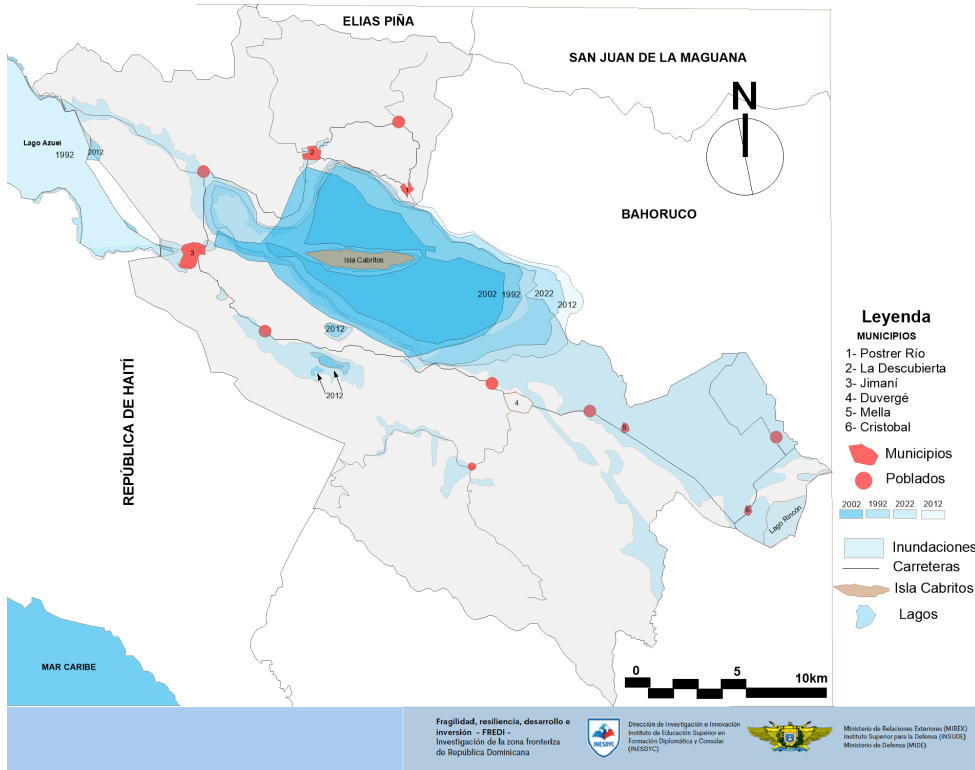 ELIAS PIÑA
SAN JUAN DE LA MAGUANA
N
Lago Azuei
1992
2012
2
1
BAHORUCO
3
Isla Cabritos
2002
1992
2022
2012
2012
2012
REPÚBLICA DE HAITÍ
4
5
6
Lago Rincón
MAR CARIBE
Leyenda
MUNICIPIOS
1- Postrer Río
2- La Descubierta
3- Jimaní
4- Duvergé
5- Mella
6- Cristobal
Municipios
Poblados
2002 1992 2022 2012
Inundaciones
Carreteras
Isla Cabritos
Lagos
0 5 10km
Fragilidad, resiliencia, desarrollo e
inversión - FREDI -
Investigación de la zona fronteriza
de República Dominicana
INESDYC
Dirección de Investigación e Innovación
Instituto de Educación Superior en
Formación Diplomática y Consular
(INESDYC)
Ministerio de Relaciones Exteriores (MIREX)
Instituto Superior para la Defensa (INSUDE)
Ministerio de Defensa (MIDE)